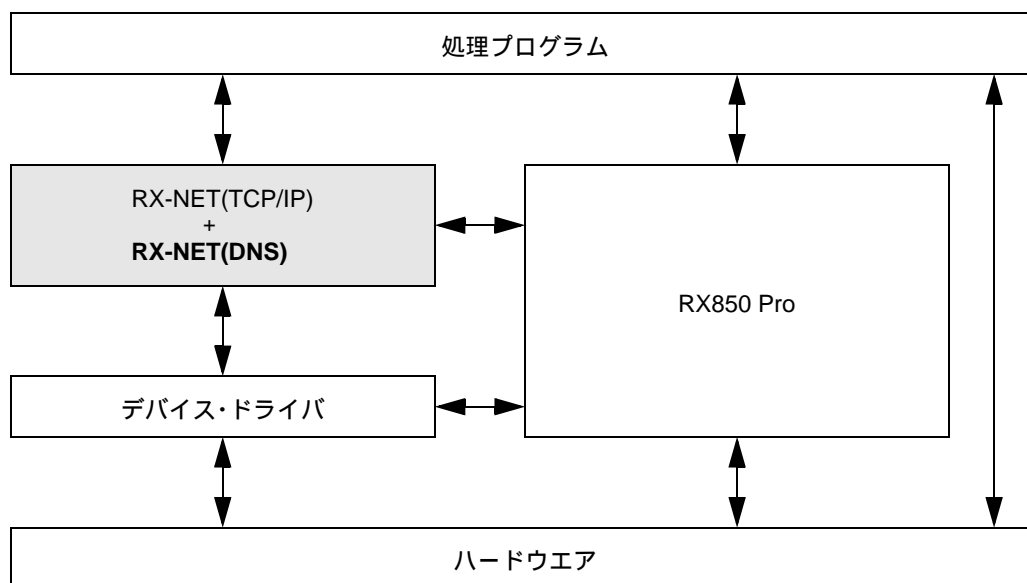 処理プログラム
RX-NET(TCP/IP)
+
RX-NET(DNS)
RX850 Pro
デバイス・ドライバ
ハードウエア